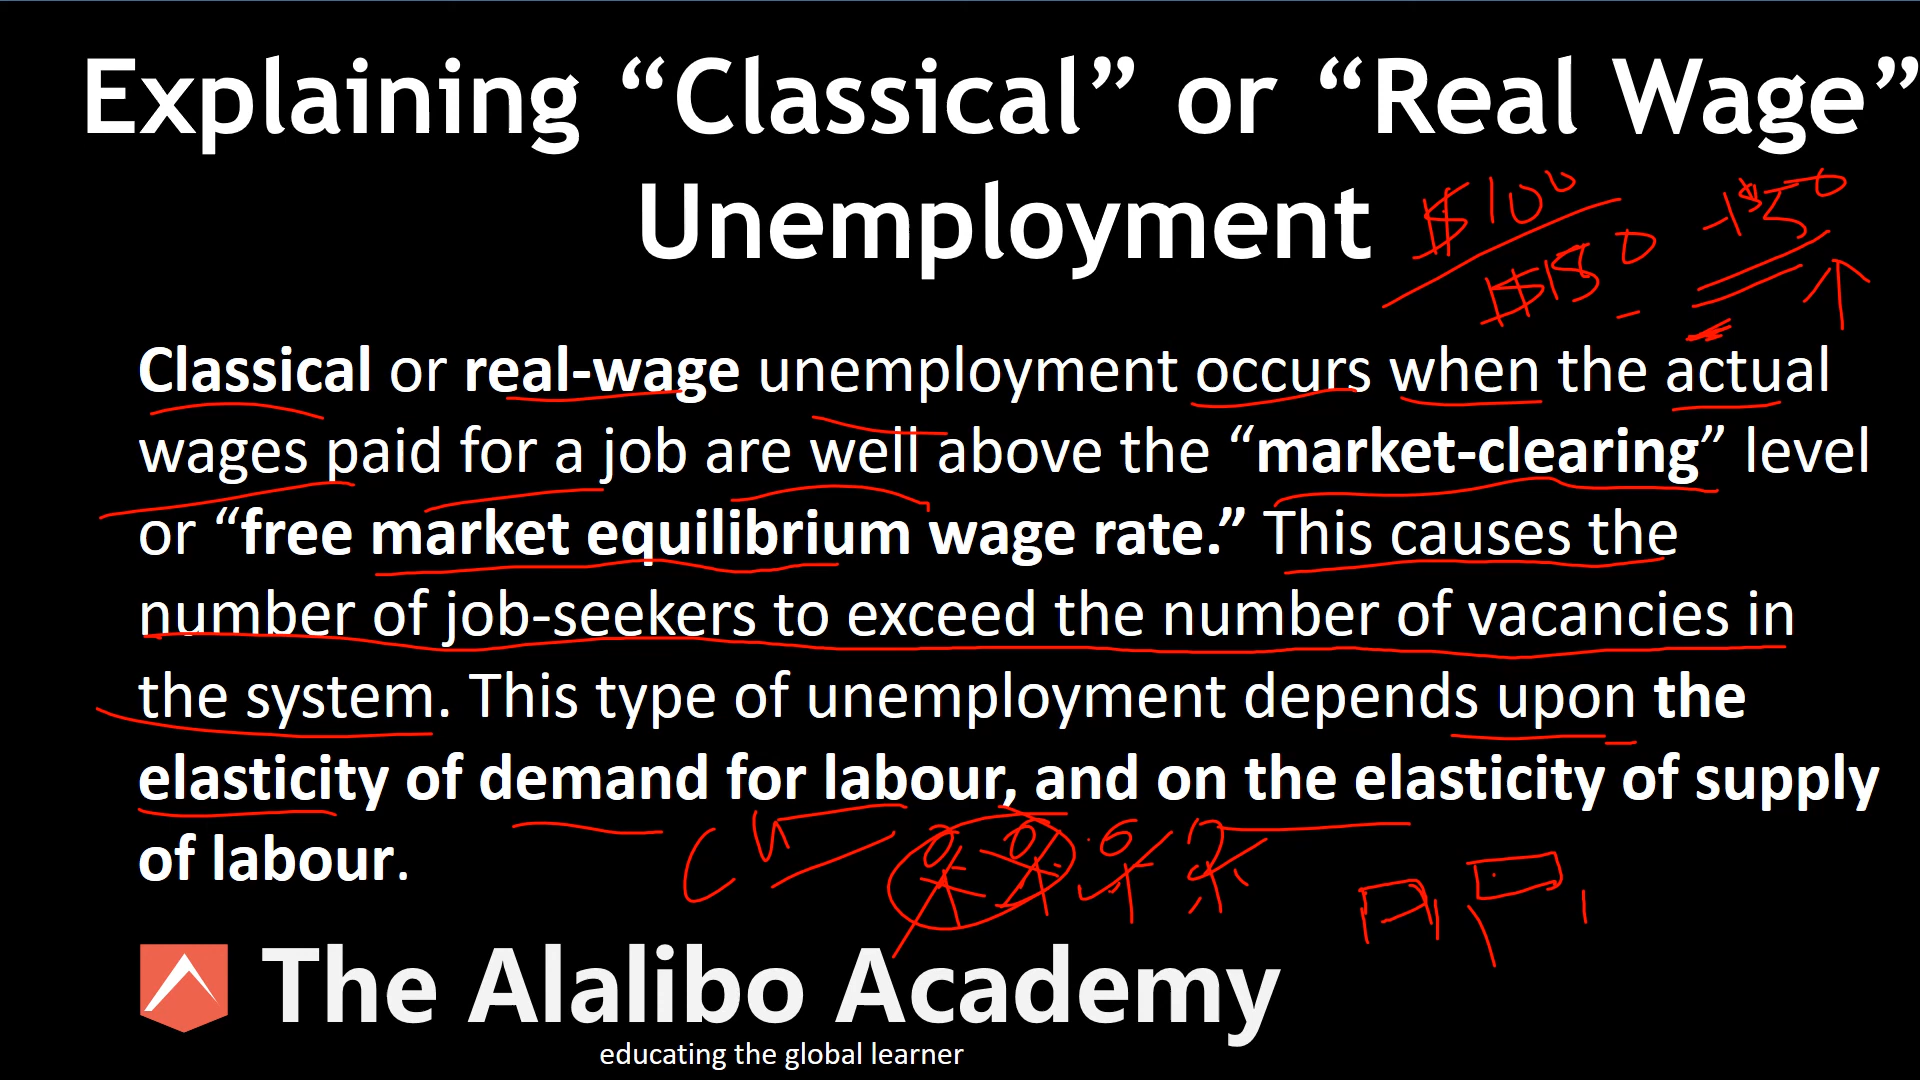 Explaining “Classical” or “Real Wage”
Unemployment
$100
$150
Classical or real-wage unemployment occurs when the actual
wages paid for a job are well above the “market-clearing” level
or “free market equilibrium wage rate.” This causes the
number of job-seekers to exceed the number of vacancies in
the system. This type of unemployment depends upon the
elasticity of demand for labour, and on the elasticity of supply
of labour.
The Alalibo Academy
educating the global learner